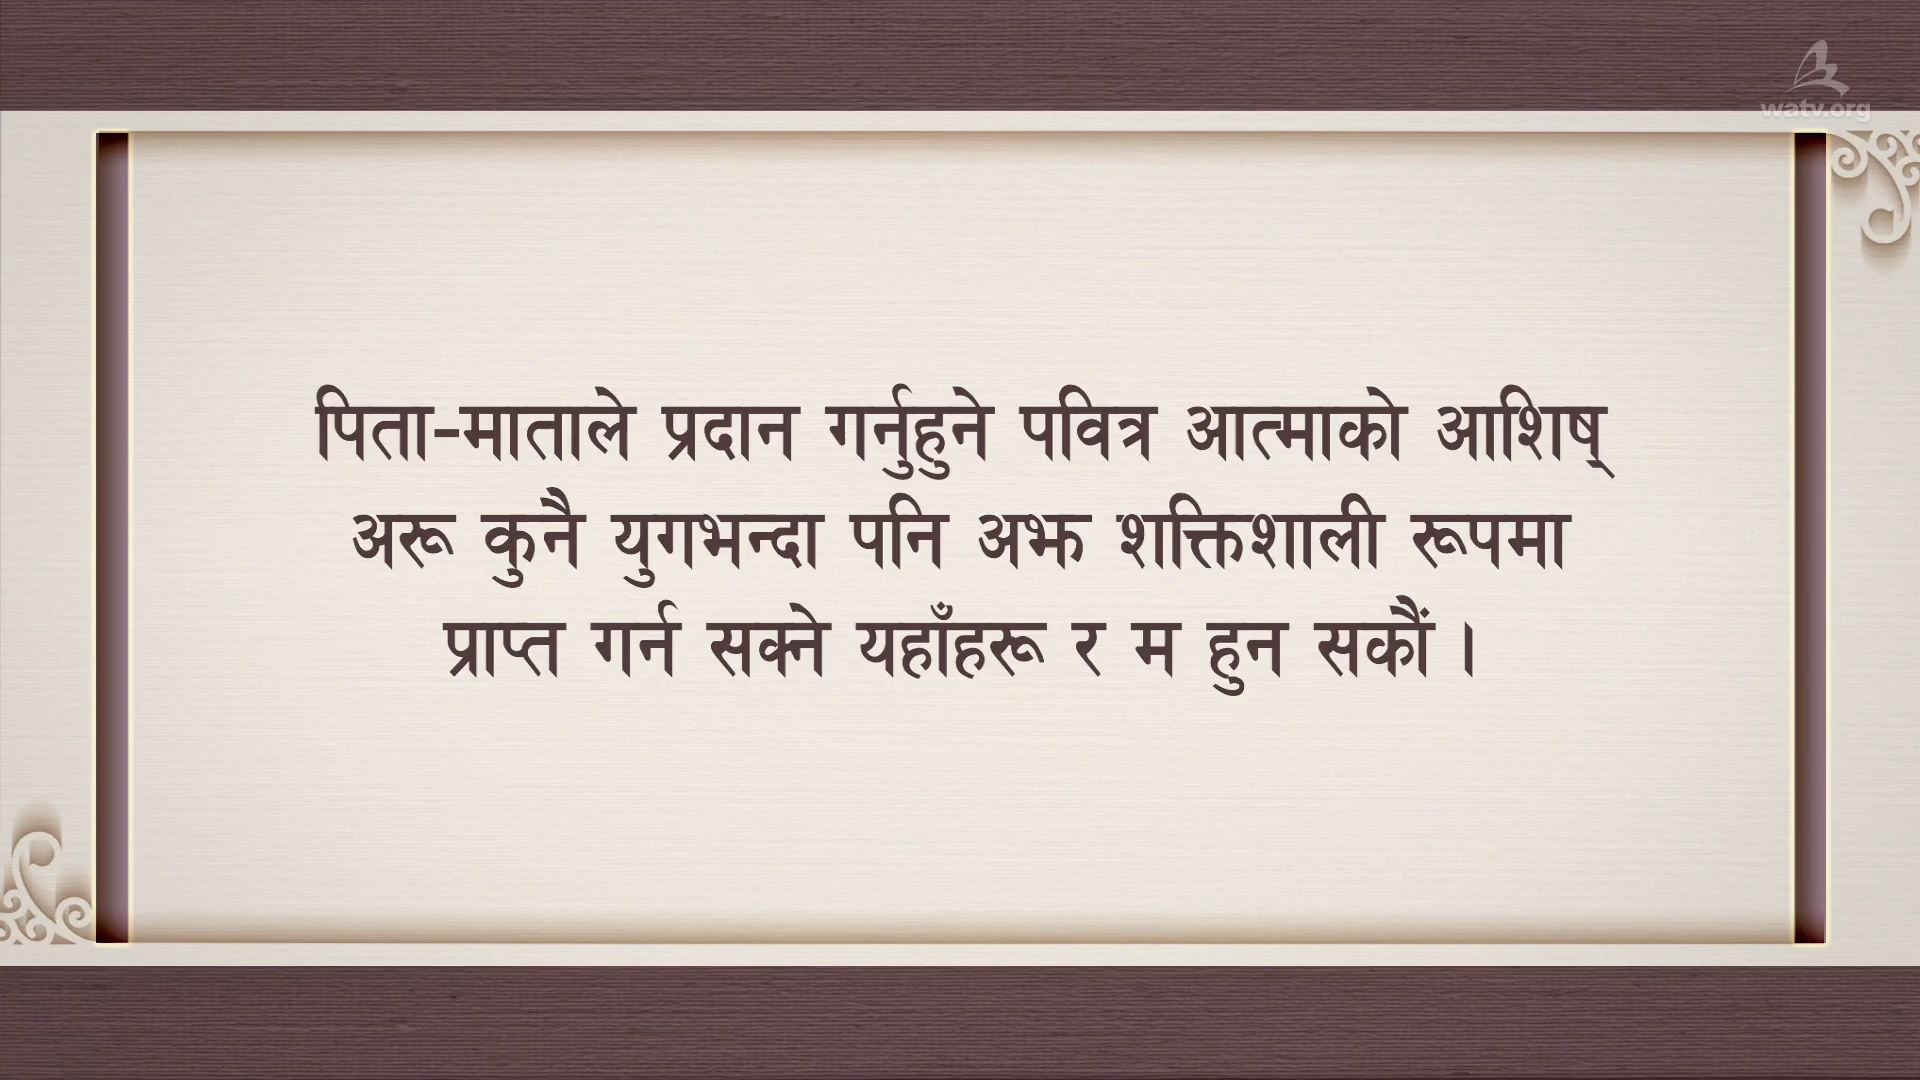 watv.org
पिता-माताले प्रदान गर्नुहुने पवित्र आत्माको आशिष्
अरू कुनै युगभन्दा पनि अझ शक्तिशाली रूपमा
प्राप्त गर्न सक्ने यहाँहरू र म हुन सकौं ।